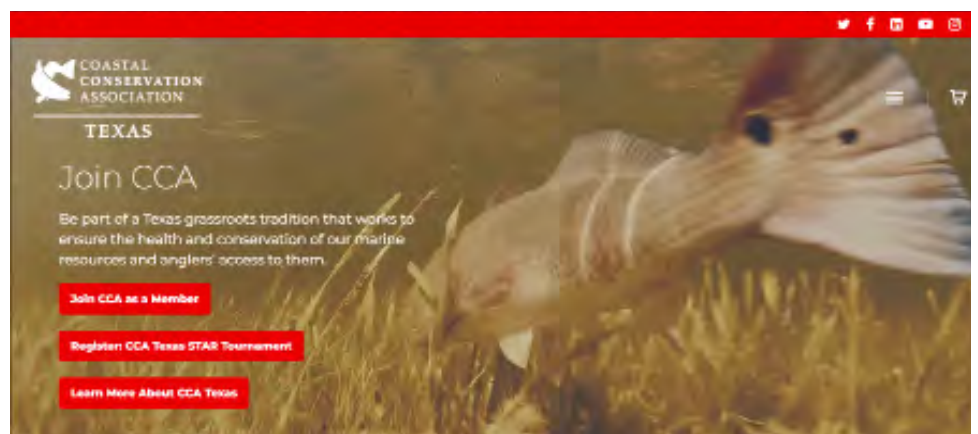 COASTAL
CONSERVATION
ASSOCIATION
TEXAS
Join CCA
Be part of a Texas grassroots tradition that works to
ensure the health and conservation of our marine
resources and anglers' access to them.
Join CCA as a Member
Register: CCA Texas STAR Tournament
Learn More About CCA Texas